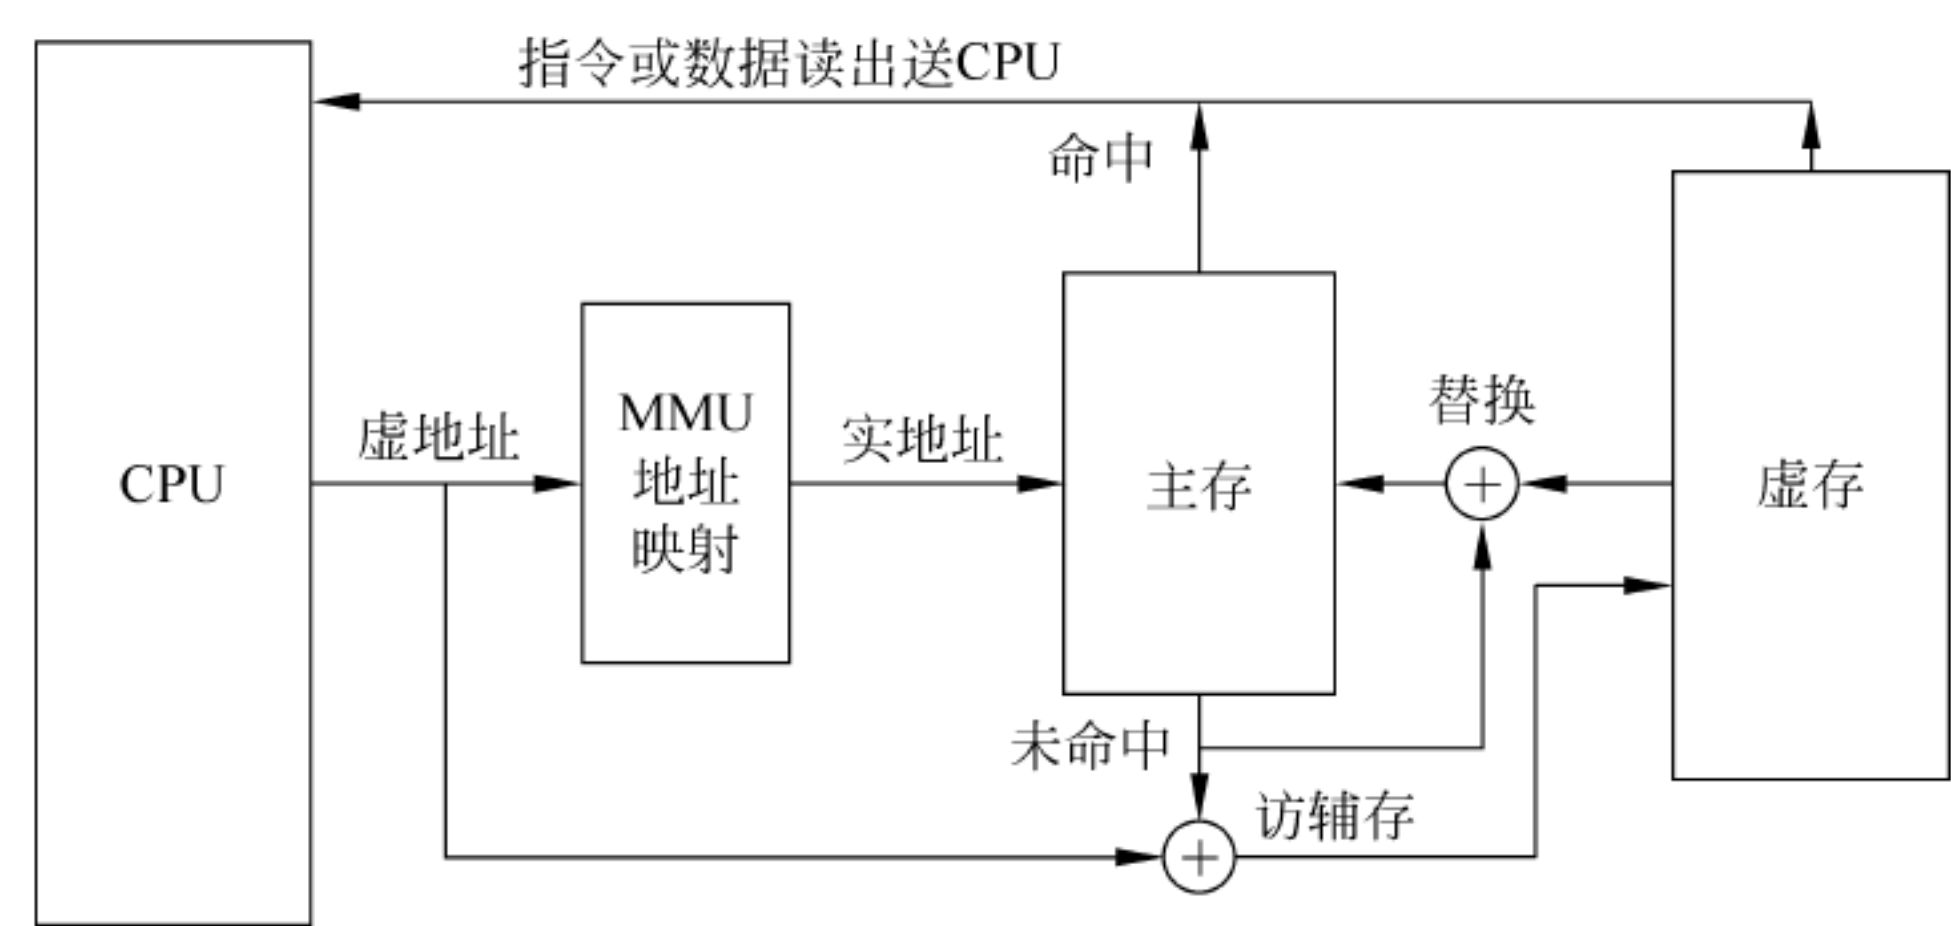 指令或数据读出送CPU
命中
替换
虚地址
MMU
地址
映射
实地址
CPU
主存
虚存
未命中
访辅存